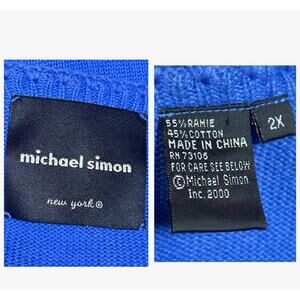 michael simon
new york®
55% RAMIE
45% COTTON
MADE IN CHINA
RN 73106
FOR CARE SEE BELOW
©Michael Simon
Inc. 2000
2X